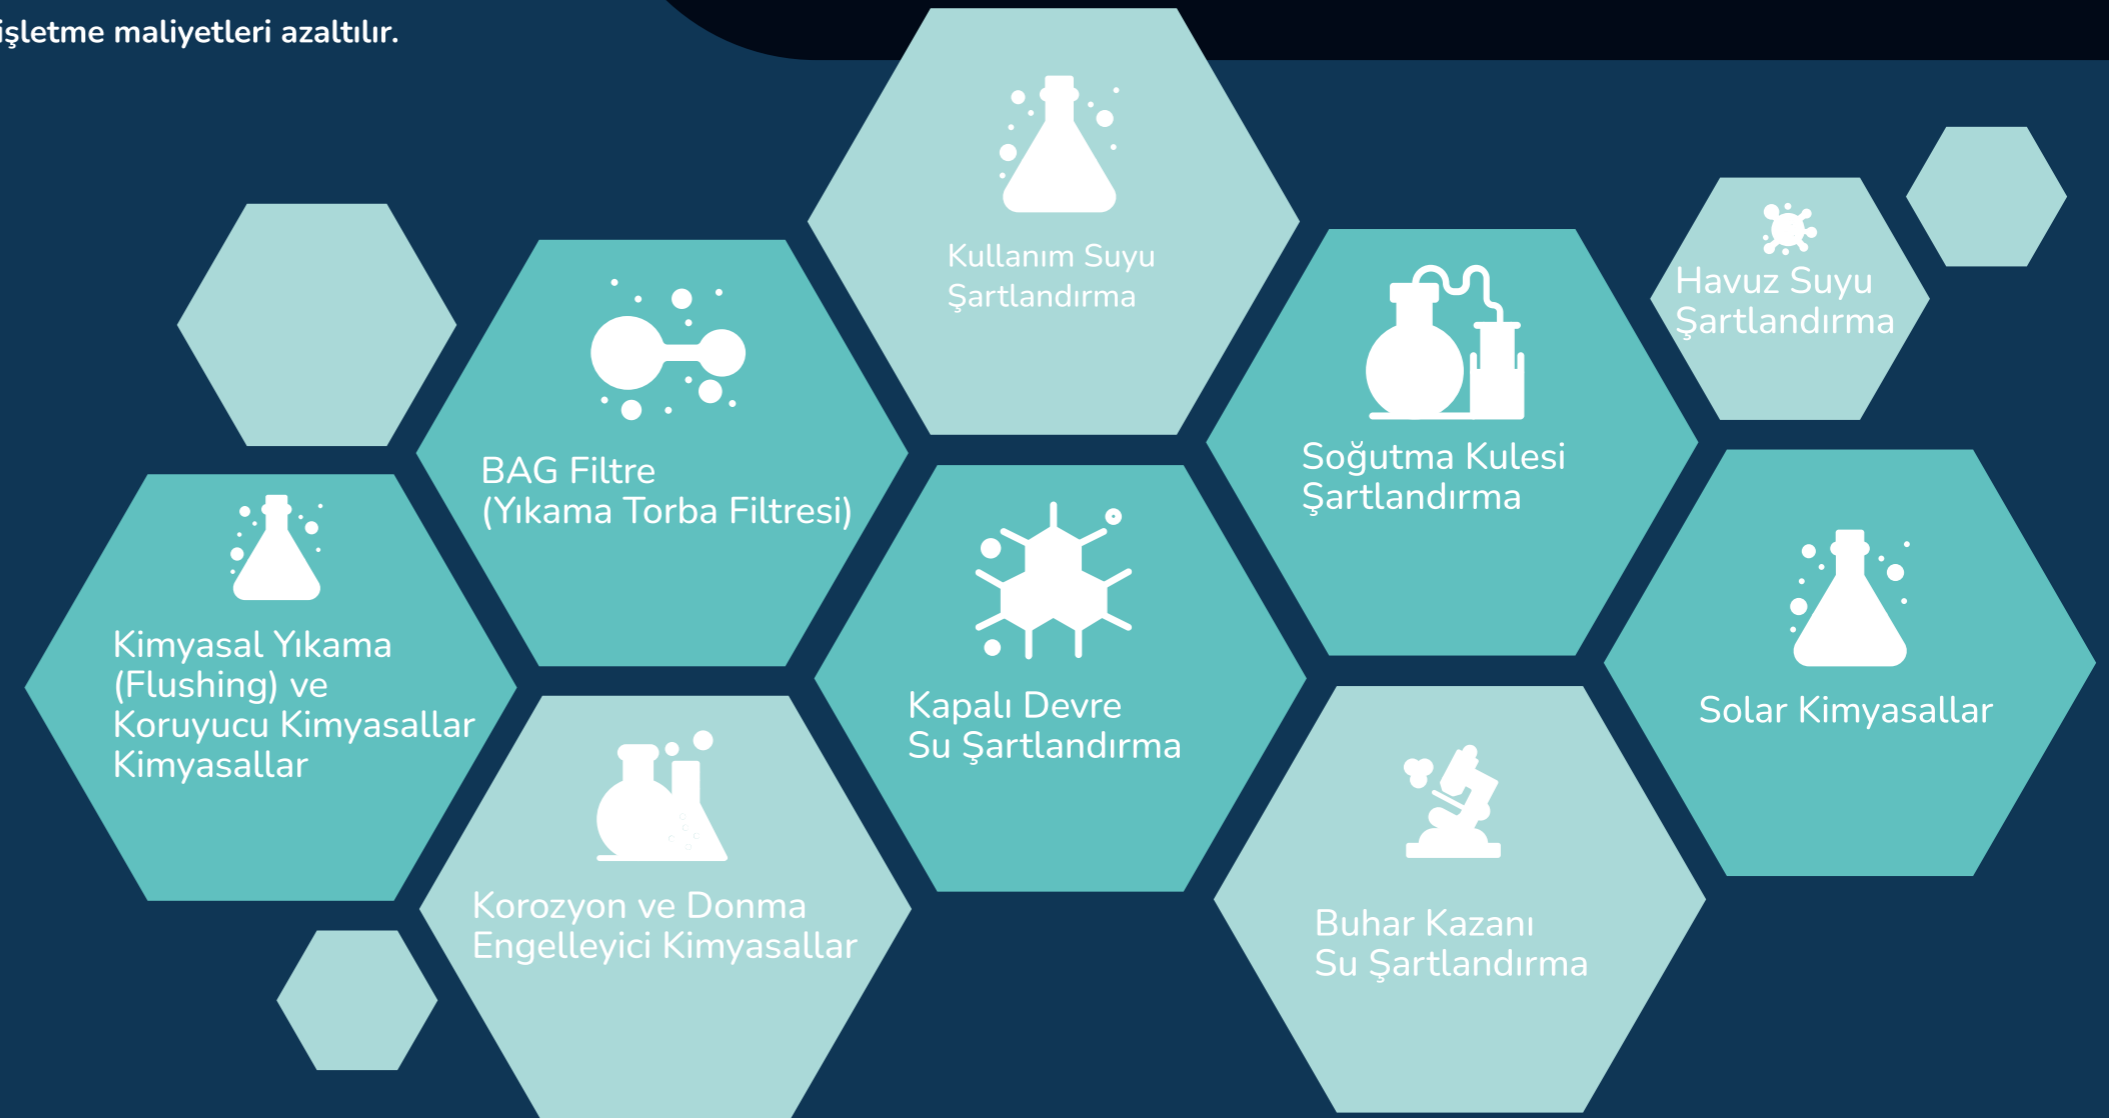 işletme maliyetleri azaltılır.
Kullanım Suyu
Şartlandırma
Havuz Suyu
Şartlandırma
BAG Filtre
(Yıkama Torba Filtresi)
Soğutma Kulesi
Şartlandırma
Kimyasal Yıkama
(Flushing) ve
Koruyucu Kimyasallar
Kimyasallar
Kapalı Devre
Su Şartlandırma
Solar Kimyasallar
Korozyon ve Donma
Engelleyici Kimyasallar
Buhar Kazanı
Su Şartlandırma